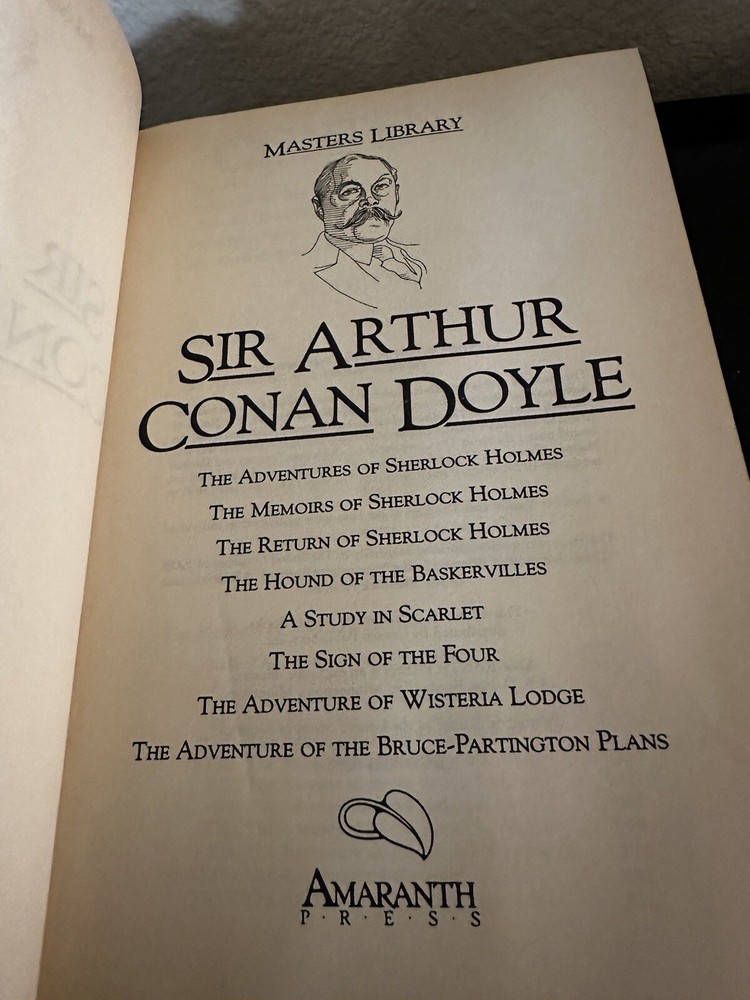 MASTERS LIBRARY
SIR ARTHUR
CONAN DOYLE
THE ADVENTURES OF SHERLOCK HOLMES
THE MEMOIRS OF SHERLOCK HOLMES
THE RETURN OF SHERLOCK HOLMES
THE HOUND OF THE BASKERVILLES
A STUDY IN SCARLET
THE SIGN OF THE FOUR
THE ADVENTURE OF WISTERIA LODGE
THE ADVENTURE OF THE BRUCE-PARTINGTON PLANS
AMARANTH
P·R·E·S·S